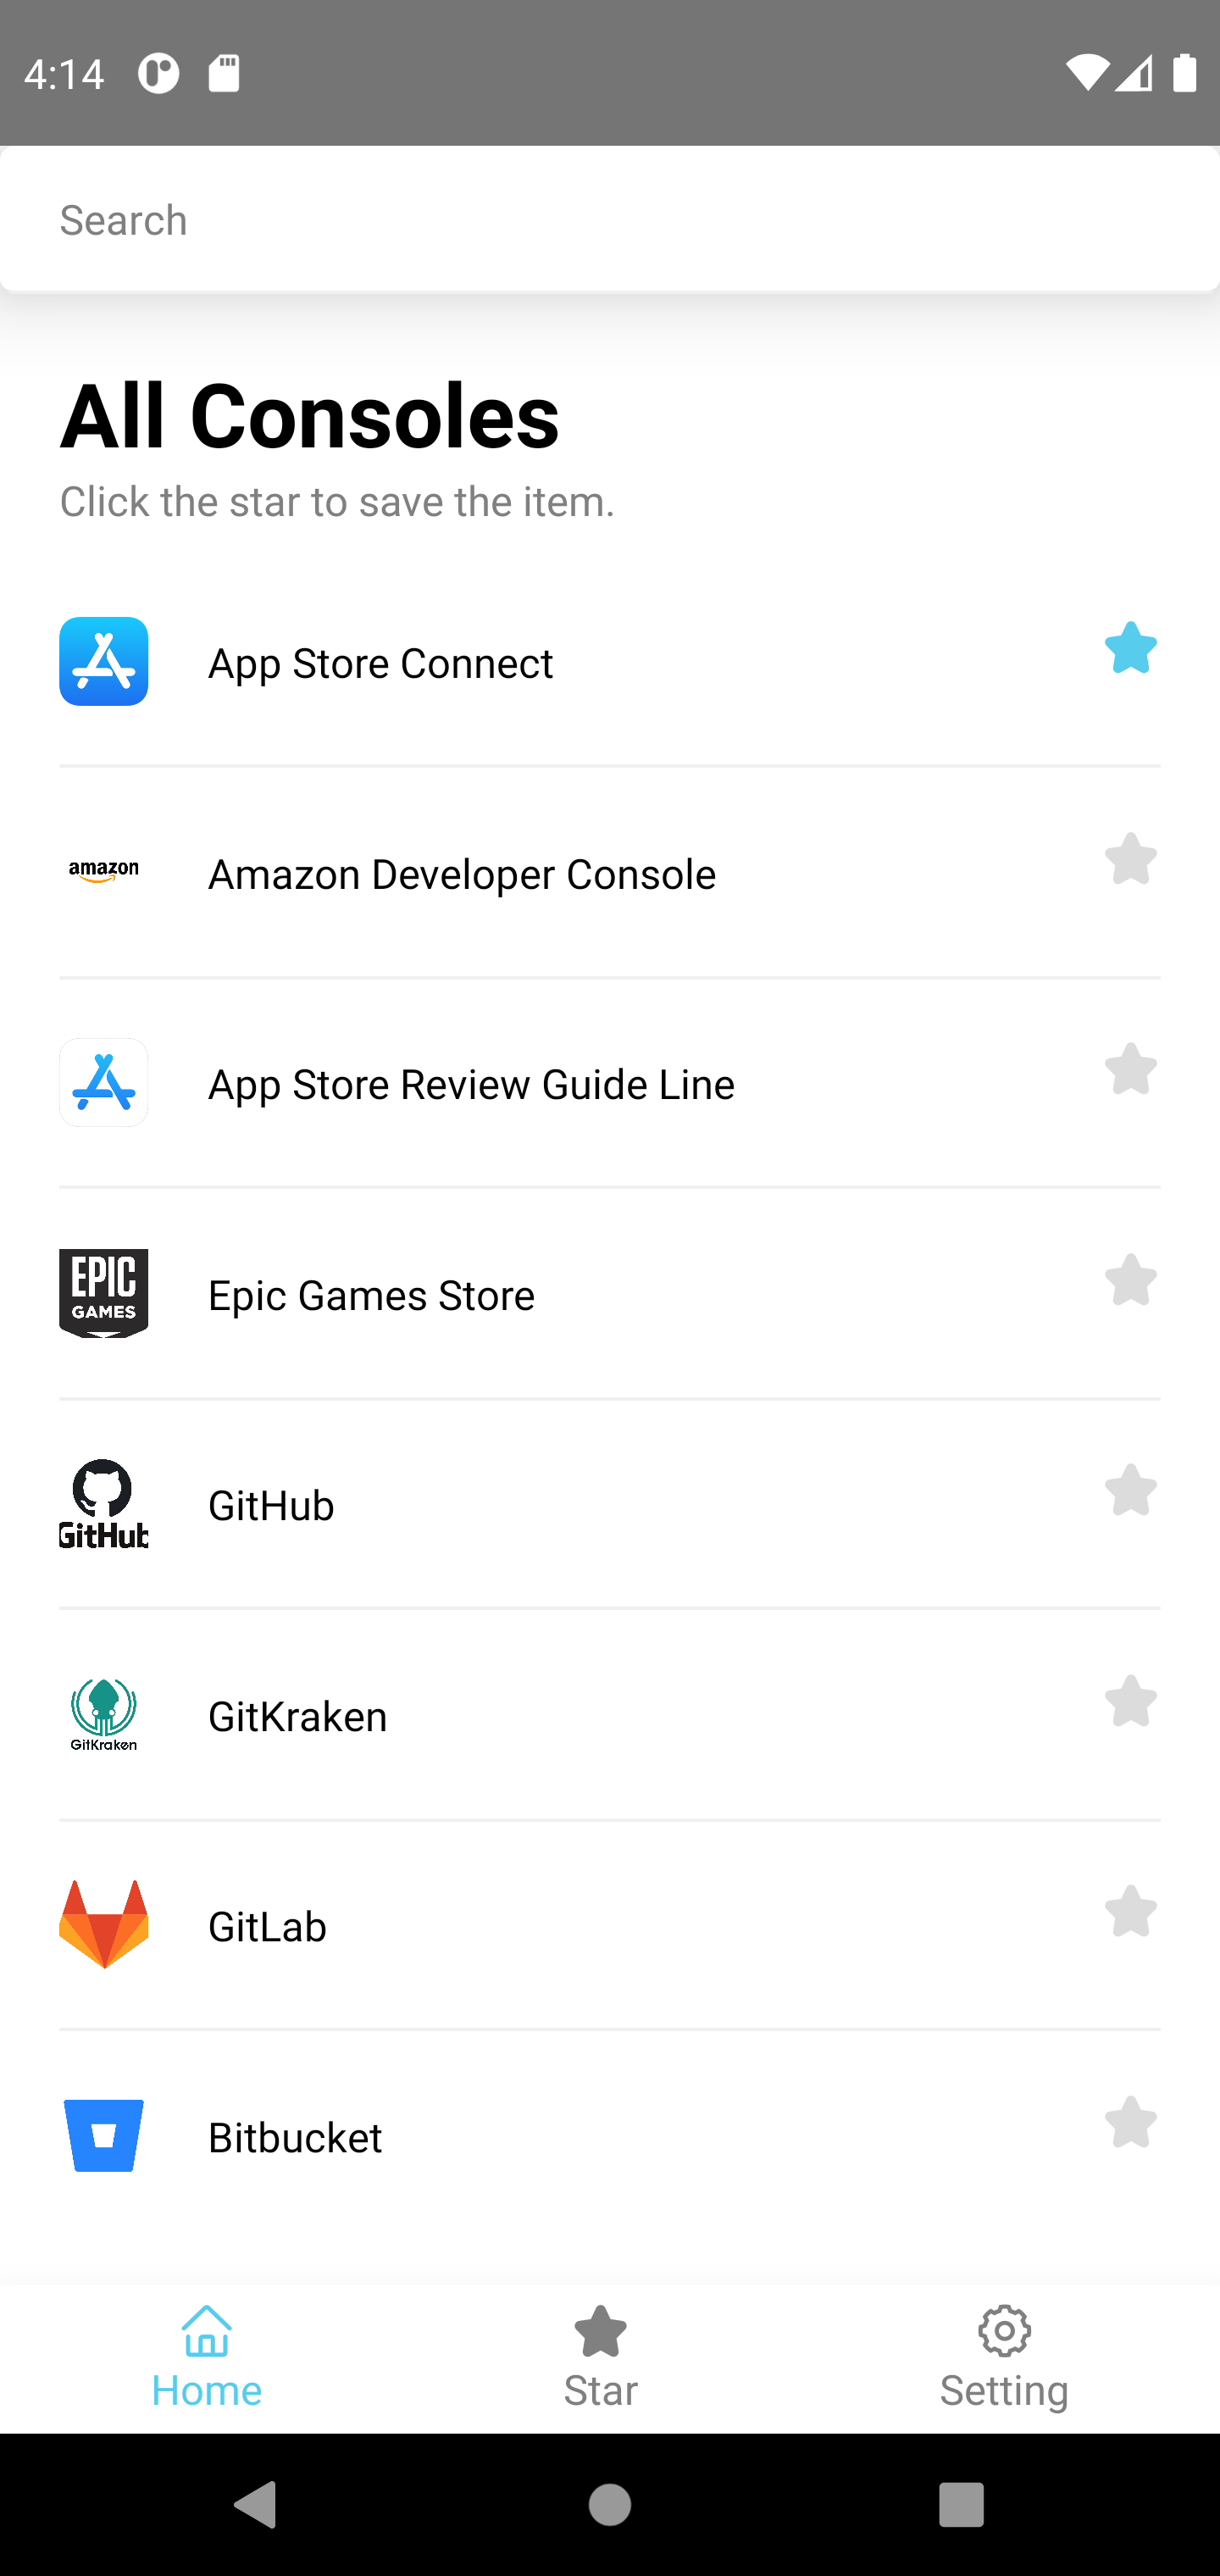 4:14
Search
All Consoles
Click the star to save the item.
App Store Connect
amazon
Amazon Developer Console
App Store Review Guide Line
EPIC
GAMES
Epic Games Store
GitHub
GitHub
GitKraken
GitKraken
GitLab
Bitbucket
Home
Star
Setting